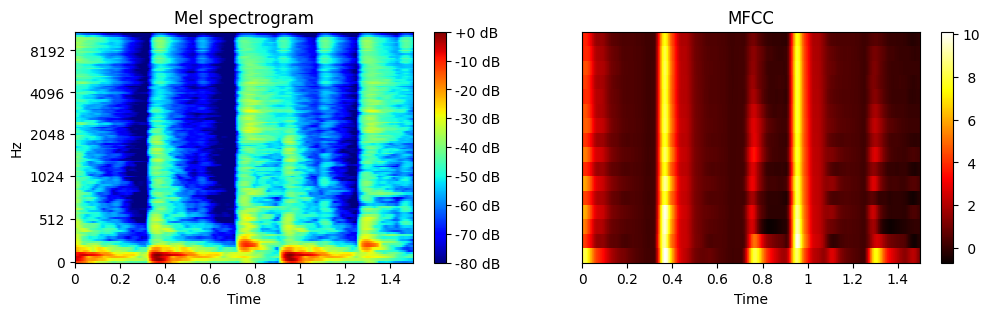 Mel spectrogram
Hz
8192
4096
2048
1024
512
0
0 0.2 0.4 0.6 0.8 1 1.2 1.4
Time
+0 dB
-10 dB
-20 dB
-30 dB
-40 dB
-50 dB
-60 dB
-70 dB
-80 dB
MFCC
0 0.2 0.4 0.6 0.8 1 1.2 1.4
Time
10
8
6
4
2
0